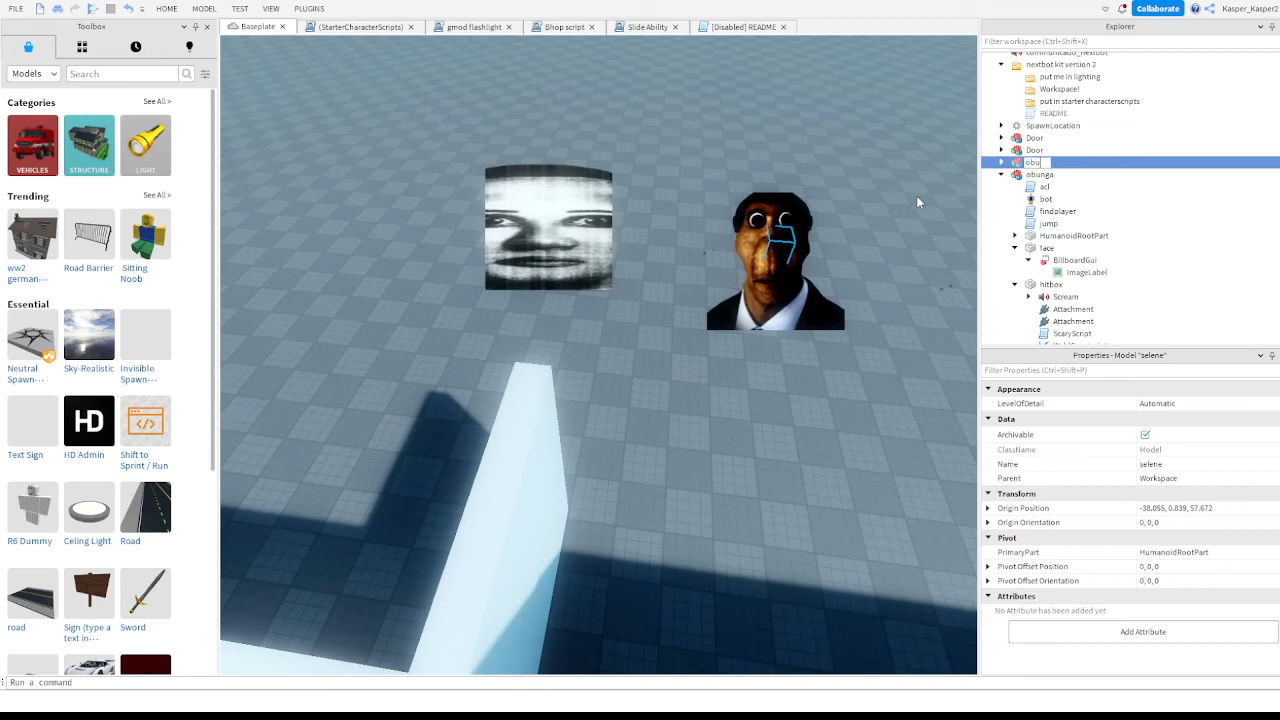 FILE HOME MODEL TEST VIEW PLUGINS Collaborate Kasper_Kasper2
Toolbox
Baseplate (StarterCharacterScripts) gmod flashlight Bhop script Slide Ability [Disabled] README
Explorer
Filter workspace (Ctrl+Shift+X)
Models Search
Categories See All >
VEHICLES STRUCTURE LIGHT
Trending See All >
ww2 german-... Road Barrier Sitting Noob
Essential See All >
Neutral Spawn... Sky-Realistic Invisible Spawn...
Text Sign HD Admin Shift to Sprint / Run
HD
R6 Dummy Celing Light Road
road Sign (type a text in... Sword
communicado_nextbot
nextbot kit version 2
put me in lighting
Workspace!
put in starter characterscripts
README
SpawnLocation
Door
Door
obu
obunga
acl
bot
findplayer
jump
HumanoidRootPart
face
BillboardGui
ImageLabel
hitbox
Scream
Attachment
Attachment
ScaryScript
Properties - Model "selene"
Filter Properties (Ctrl+Shift+P)
Appearance
LevelOfDetail Automatic
Data
Archivable
ClassName Model
Name selene
Parent Workspace
Transform
Origin Position -38.055, 0.839, 57.672
Origin Orientation 0, 0, 0
Pivot
PrimaryPart HumanoidRootPart
Pivot Offset Position 0, 0, 0
Pivot Offset Orientation 0, 0, 0
Attributes
No Attribute has been added yet
Add Attribute
Run a command